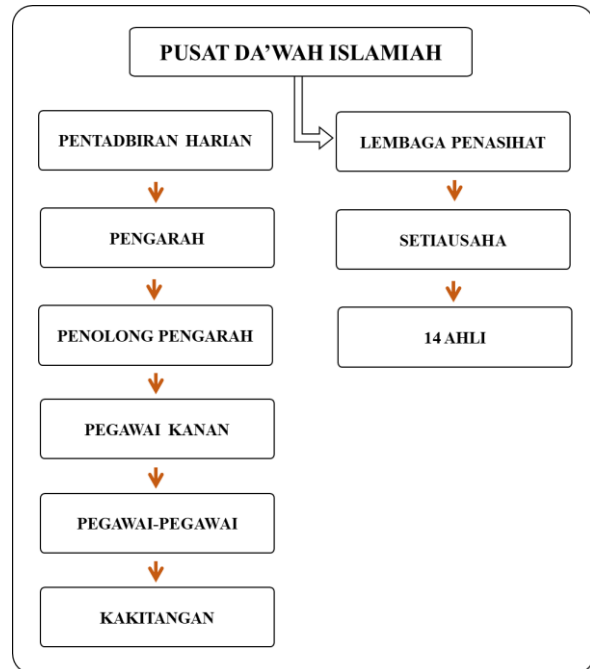 PUSAT DA’WAH ISLAMIAH
PENTADBIRAN HARIAN
PENGARAH
PENOLONG PENGARAH
PEGAWAI KANAN
PEGAWAI-PEGAWAI
KAKITANGAN
LEMBAGA PENASIHAT
SETIAUSAHA
14 AHLI